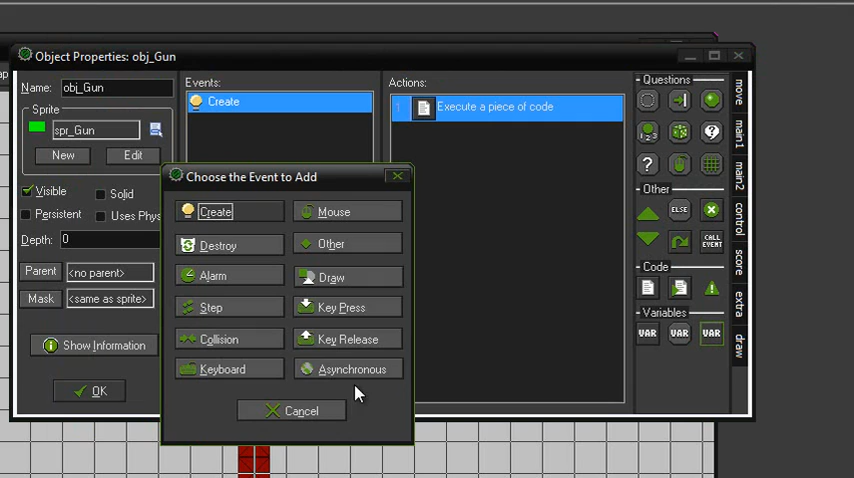 Object Properties: obj_Gun
Name: obj_Gun
Sprite
spr_Gun
New Edit
Visible Solid
Persistent Uses Phys
Depth: 0
Parent <no parent>
Mask <same as sprite>
Show Information
OK
Events:
Create
Choose the Event to Add
Create Mouse
Destroy Other
Alarm Draw
Step Key Press
Collision Key Release
Keyboard Asynchronous
Cancel
Actions:
1 Execute a piece of code
Questions
1 2 3
?
?
Other
ELSE
CALL EVENT
Code
Variables
VAR VAR VAR
move
main1
main2
control
score
extra
draw